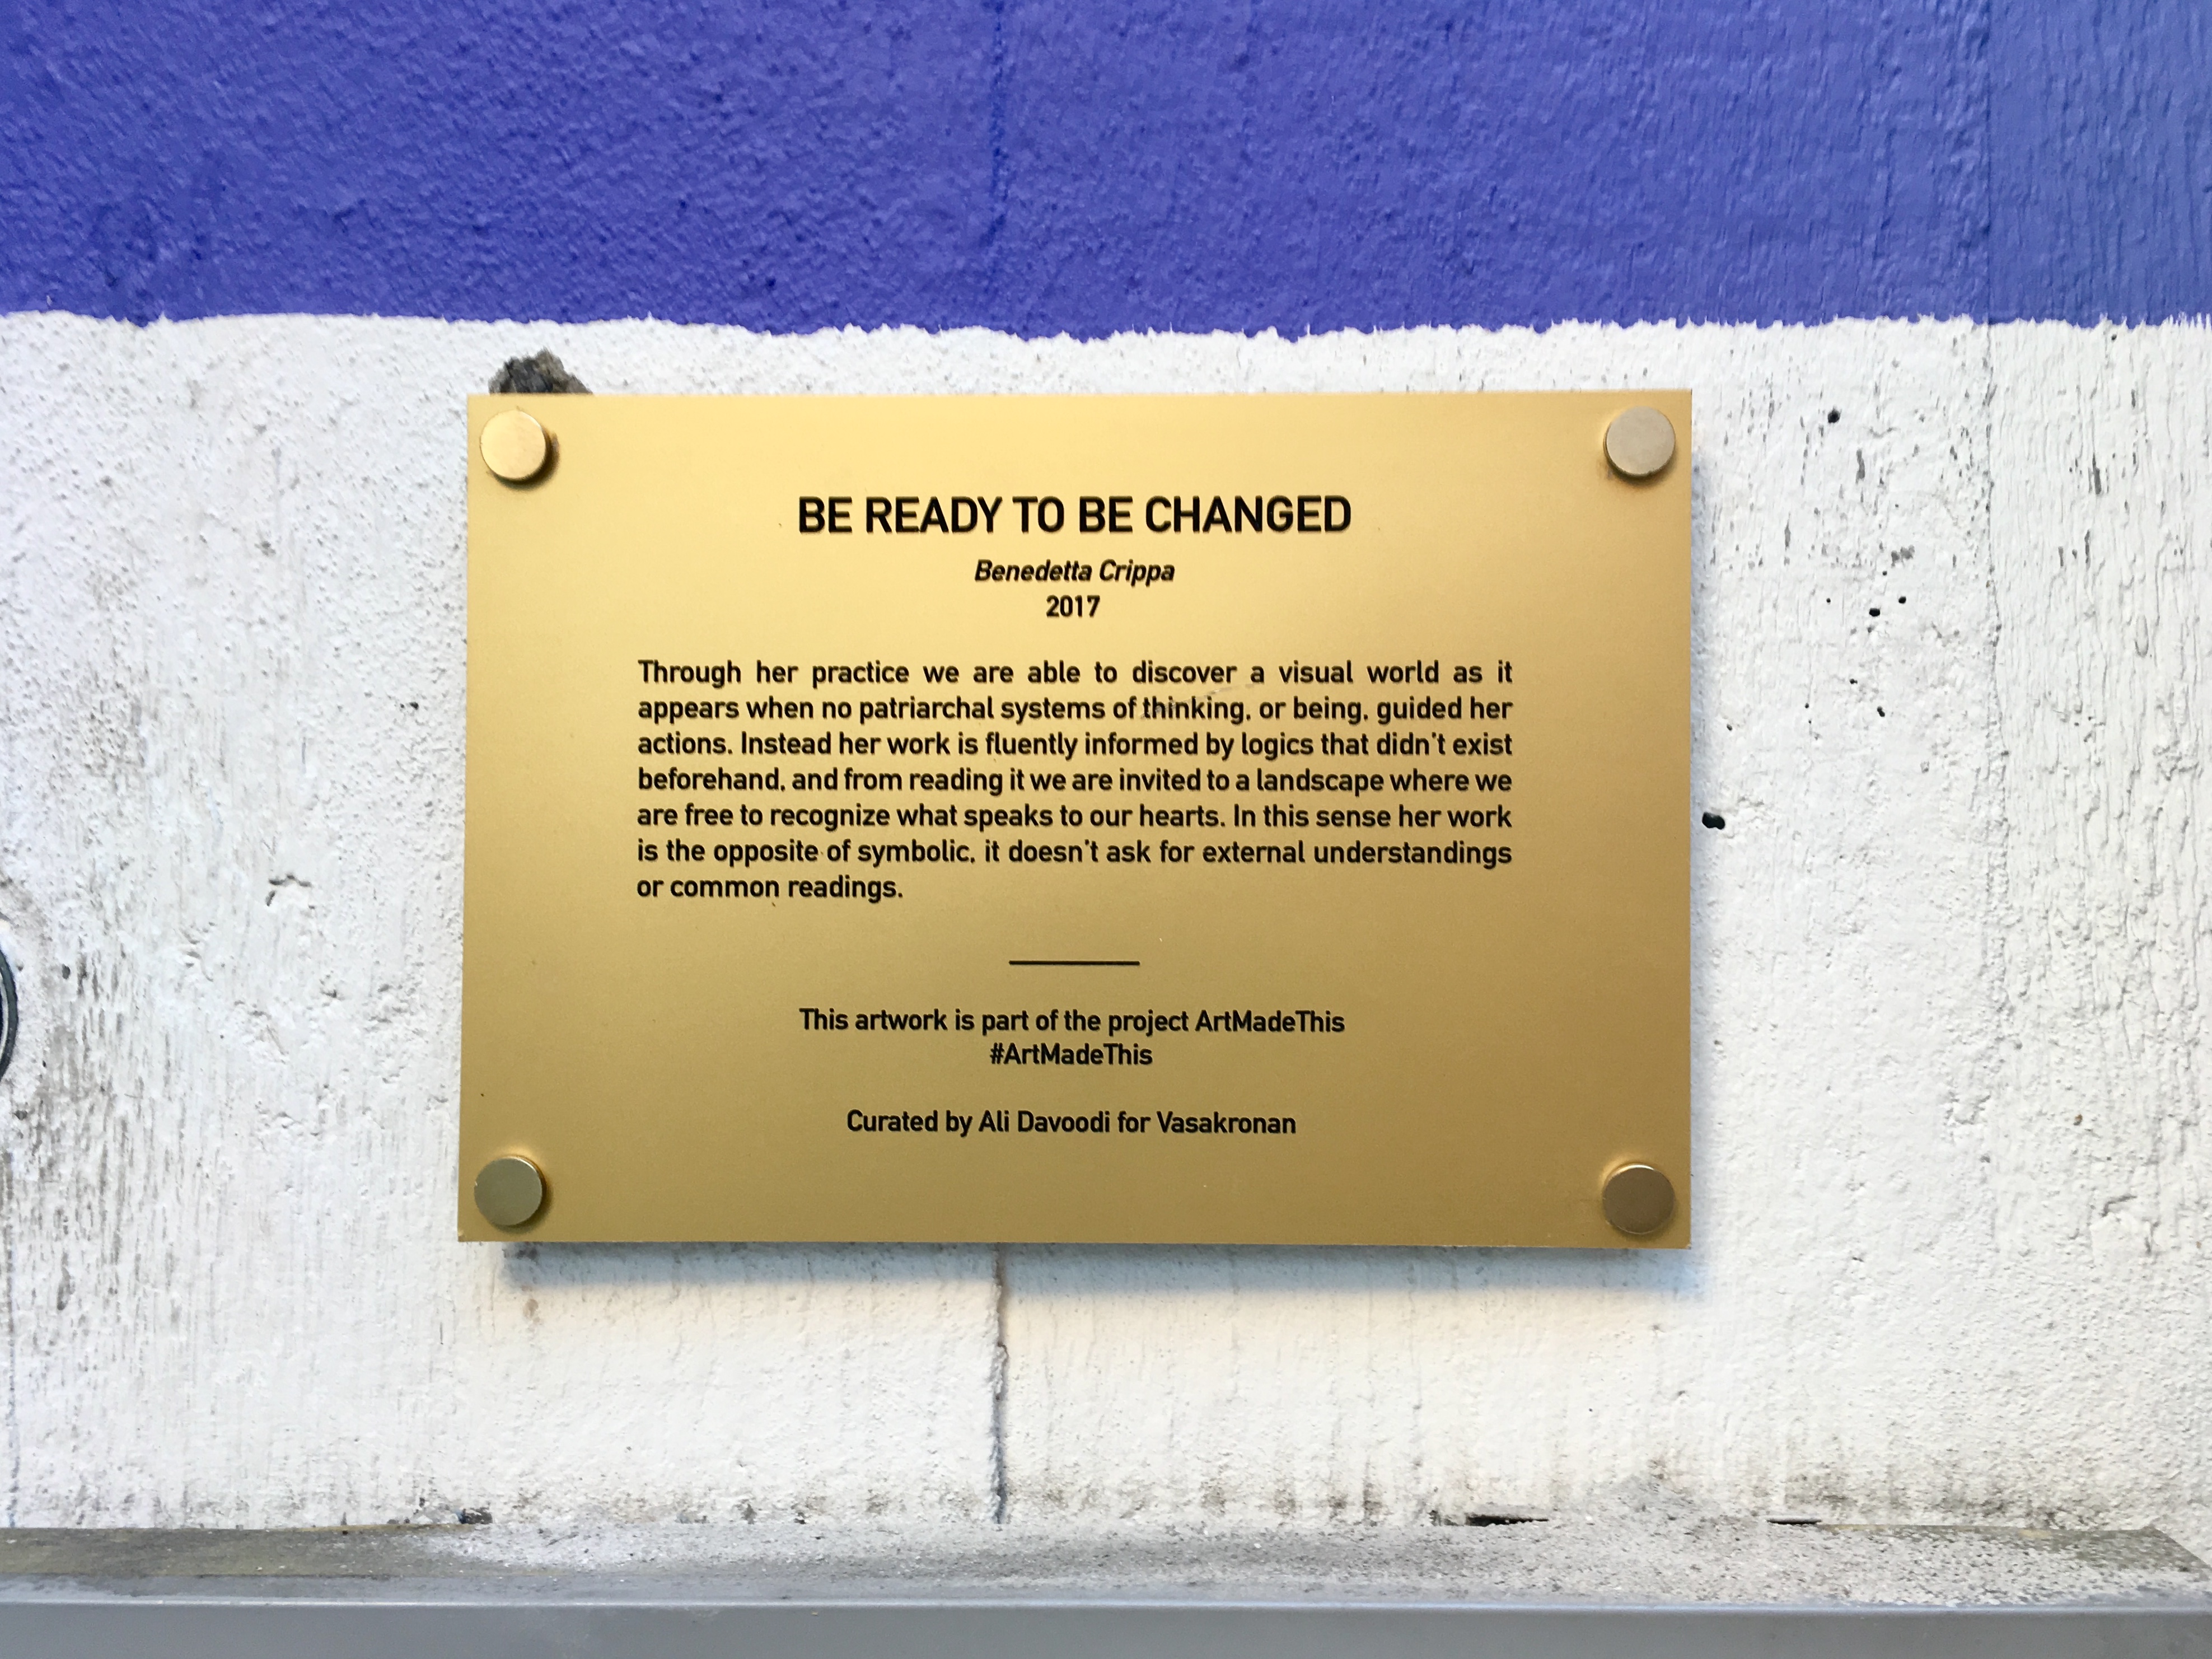 BE READY TO BE CHANGED
Benedetta Crippa
2017
Through her practice we are able to discover a visual world as it
appears when no patriarchal systems of thinking, or being, guided her
actions. Instead her work is fluently informed by logics that didn't exist
beforehand, and from reading it we are invited to a landscape where we
are free to recognize what speaks to our hearts. In this sense her work
is the opposite of symbolic, it doesn't ask for external understandings
or common readings.
This artwork is part of the project ArtMadeThis
#ArtMadeThis
Curated by Ali Davoodi for Vasakronan